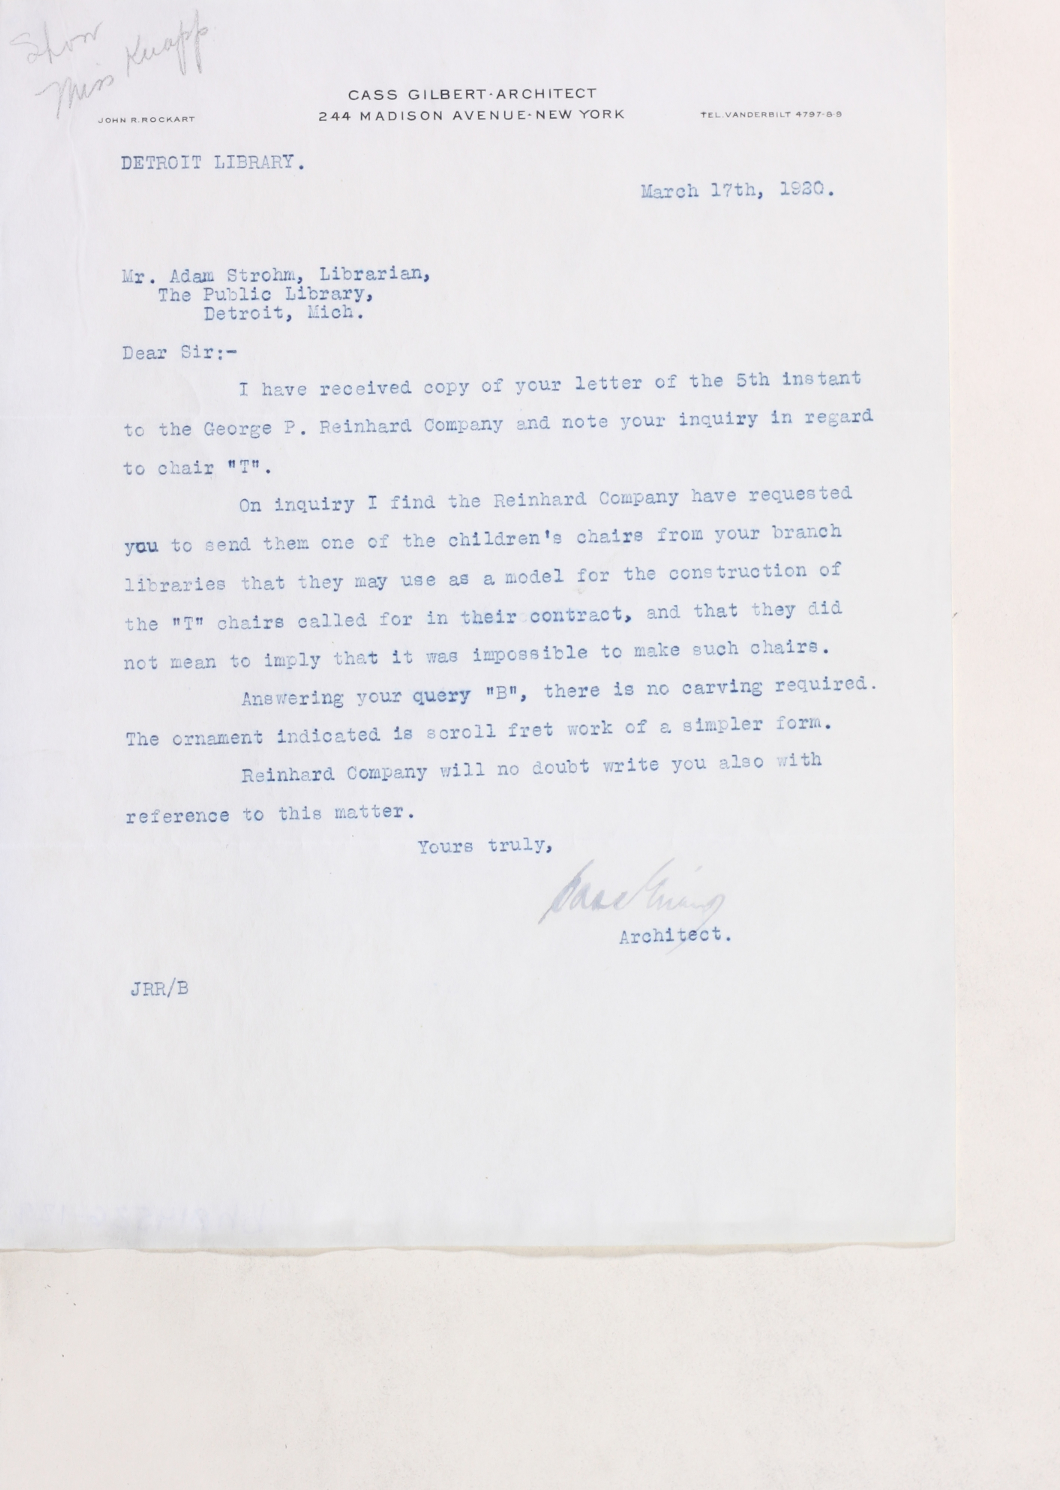 Show
Miss Knapp
CASS GILBERT·ARCHITECT
JOHN R. ROCKART
244 MADISON AVENUE·NEW YORK
TEL. VANDERBILT 4797-8-9
DETROIT LIBRARY.
March 17th, 1920.
Mr. Adam Strohm, Librarian,
The Public Library,
Detroit, Mich.
Dear Sir:-
I have received copy of your letter of the 5th instant
to the George P. Reinhard Company and note your inquiry in regard
to chair "T".
On inquiry I find the Reinhard Company have requested
you to send them one of the children's chairs from your branch
libraries that they may use as a model for the construction of
the "T" chairs called for in their contract, and that they did
not mean to imply that it was impossible to make such chairs.
Answering your query "B", there is no carving required.
The ornament indicated is scroll fret work of a simpler form.
Reinhard Company will no doubt write you also with
reference to this matter.
Yours truly,
Architect.
JRR/B